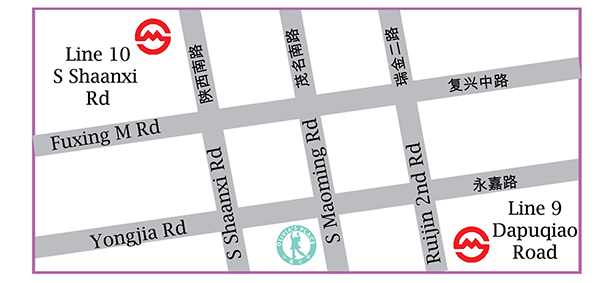 Line 10
S Shaanxi
Rd
陕西南路
茂名南路
瑞金二路
复兴中路
Fuxing M Rd
S Shaanxi Rd
S Maoming Rd
Ruijin 2nd Rd
永嘉路
Yongjia Rd
OLIVIA'S PLACE
Line 9
Dapuqiao
Road